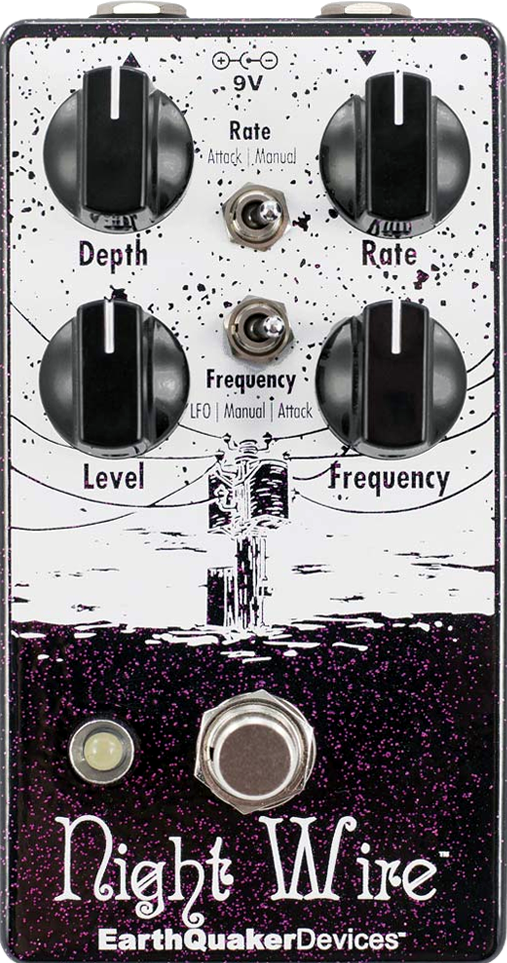 9V
Rate
Attack | Manual
Depth
Rate
Frequency
LFO | Manual | Attack
Level
Frequency
Night Wire™
EarthQuakerDevices™